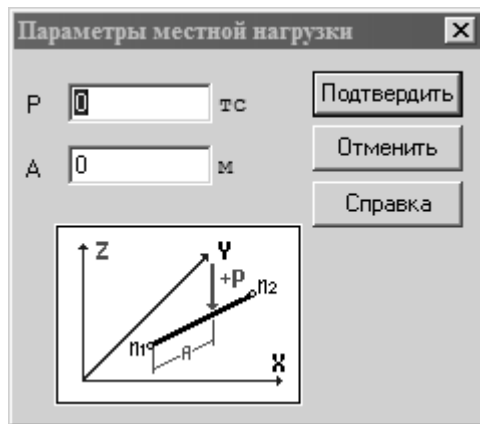 Параметры местной нагрузки
P 0 тс
Подтвердить
A 0 м
Отменить
Справка
Z Y
+P
n2
n1 A
X